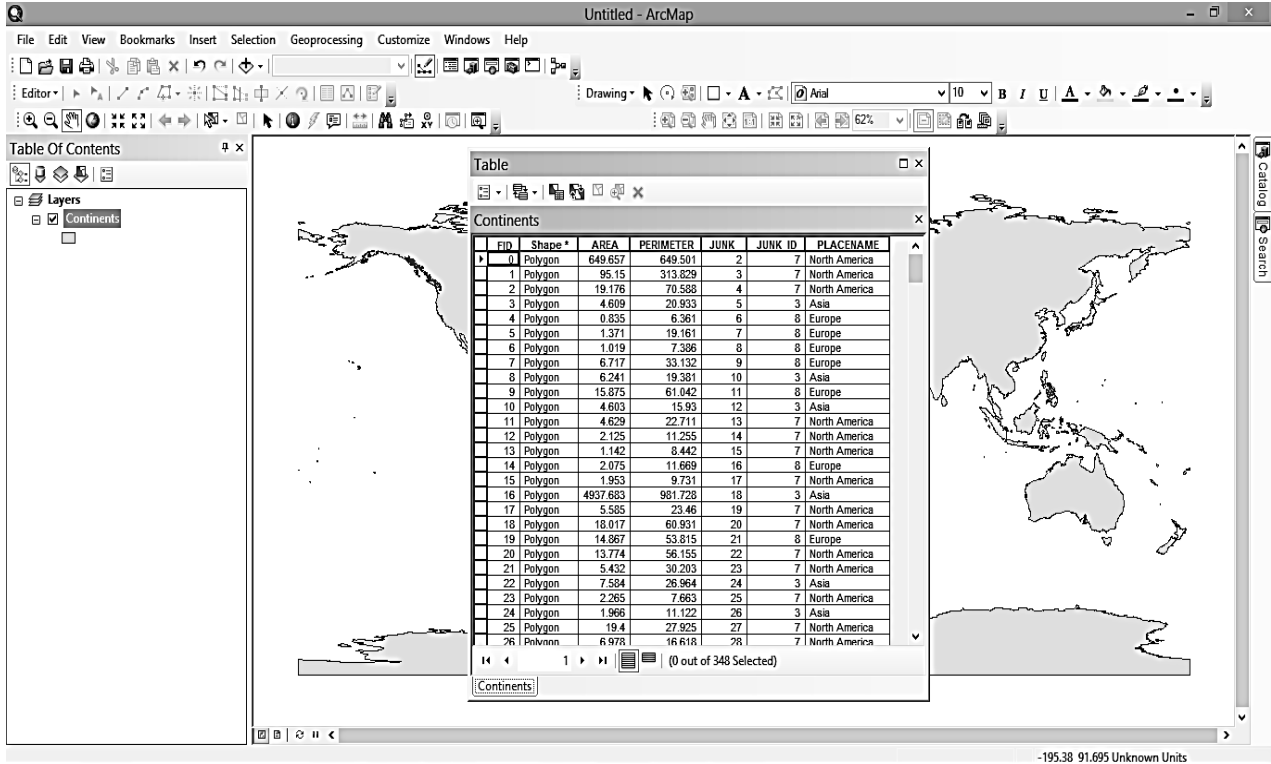 Untitled - ArcMap
File Edit View Bookmarks Insert Selection Geoprocessing Customize Windows Help
Editor Drawing A Arial 10 B I U A
62%
Table Of Contents
Layers
Continents
Table
Continents
FID Shape * AREA PERIMETER JUNK JUNK_ID PLACENAME
0 Polygon 649.657 649.501 2 7 North America
1 Polygon 95.15 313.829 3 7 North America
2 Polygon 19.176 70.588 4 7 North America
3 Polygon 4.609 20.933 5 3 Asia
4 Polygon 0.835 6.361 6 8 Europe
5 Polygon 1.371 19.161 7 8 Europe
6 Polygon 1.019 7.386 8 8 Europe
7 Polygon 6.717 33.132 9 8 Europe
8 Polygon 6.241 19.381 10 3 Asia
9 Polygon 15.875 61.042 11 8 Europe
10 Polygon 4.603 15.93 12 3 Asia
11 Polygon 4.629 22.711 13 7 North America
12 Polygon 2.125 11.255 14 7 North America
13 Polygon 1.142 8.442 15 7 North America
14 Polygon 2.075 11.669 16 8 Europe
15 Polygon 1.953 9.731 17 7 North America
16 Polygon 4937.683 981.728 18 3 Asia
17 Polygon 5.585 23.46 19 7 North America
18 Polygon 18.017 60.931 20 7 North America
19 Polygon 14.867 53.815 21 8 Europe
20 Polygon 13.774 56.155 22 7 North America
21 Polygon 5.432 30.203 23 7 North America
22 Polygon 7.584 26.964 24 3 Asia
23 Polygon 2.265 7.663 25 7 North America
24 Polygon 1.966 11.122 26 3 Asia
25 Polygon 19.4 27.925 27 7 North America
26 Polygon 6.978 16.618 28 7 North America
1 (0 out of 348 Selected)
Continents
Catalog
Search
-195.38 91.695 Unknown Units